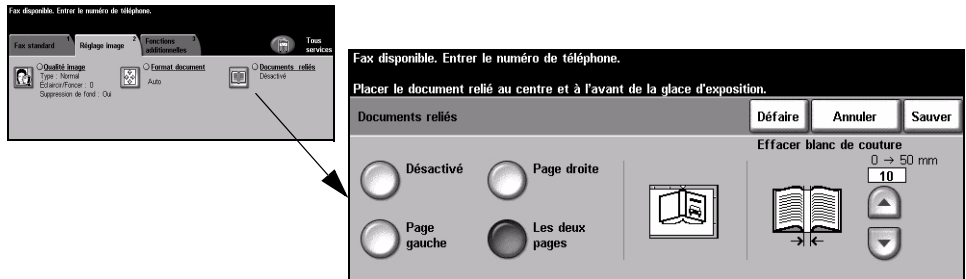 Fax disponible. Entrer le numéro de téléphone.
Fax standard 1
Réglage image 2
Fonctions additionnelles 3
Tous services
Qualité image
Type : Normal
Éclaircir/Foncer : 0
Suppression de fond : Oui
Format document
Auto
Documents reliés
Désactivé
Fax disponible. Entrer le numéro de téléphone.
Placer le document relié au centre et à l'avant de la glace d'exposition.
Documents reliés
Défaire
Annuler
Sauver
Désactivé
Page droite
Page
gauche
Les deux
pages
Effacer blanc de couture
0 → 50 mm
10